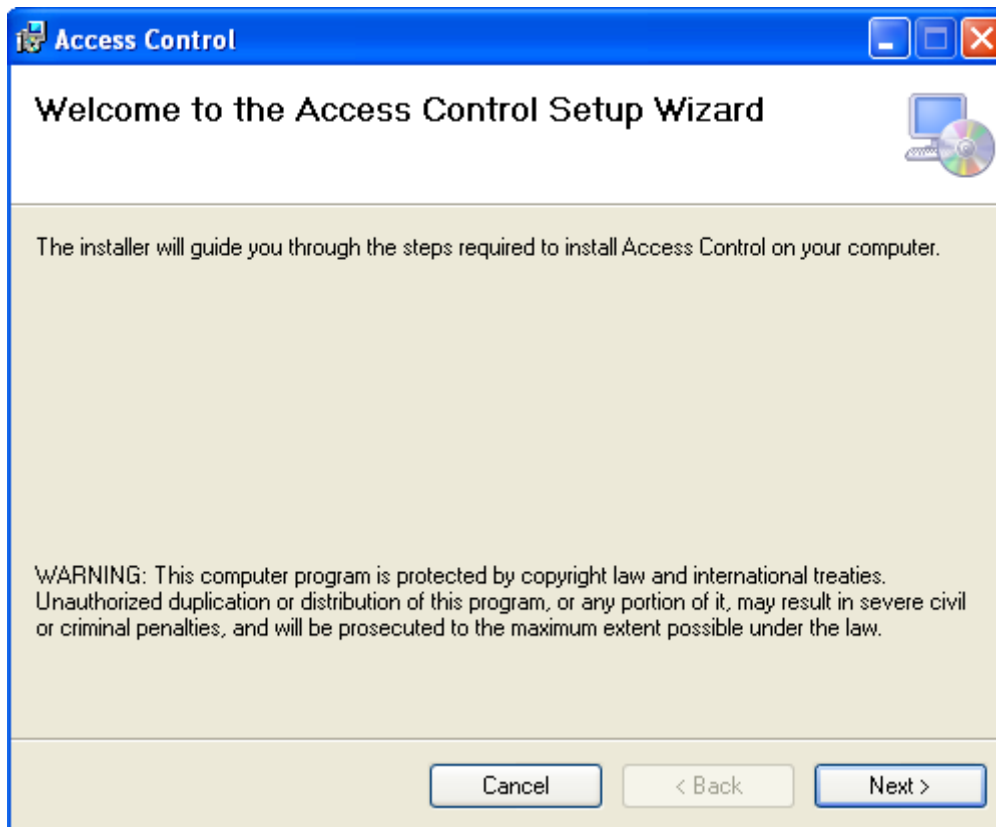 Access Control
Welcome to the Access Control Setup Wizard
The installer will guide you through the steps required to install Access Control on your computer.
WARNING: This computer program is protected by copyright law and international treaties.
Unauthorized duplication or distribution of this program, or any portion of it, may result in severe civil
or criminal penalties, and will be prosecuted to the maximum extent possible under the law.
Cancel
< Back
Next >